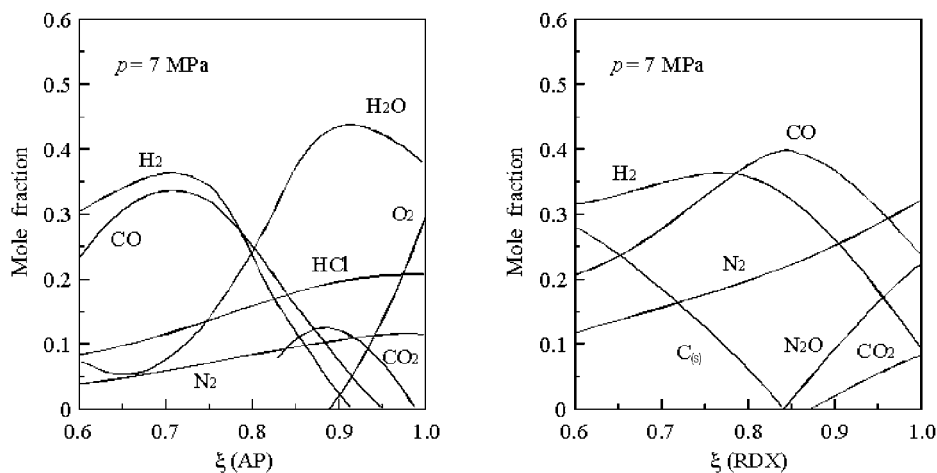 0.6
0.5
0.4
0.3
0.2
0.1
0
Mole fraction
p = 7 MPa
H2O
H2
O2
CO
HCl
CO2
N2
0.6 0.7 0.8 0.9 1.0
ξ (AP)
0.6
0.5
0.4
0.3
0.2
0.1
0
Mole fraction
p = 7 MPa
CO
H2
N2
N2O
CO2
C(s)
0.6 0.7 0.8 0.9 1.0
ξ (RDX)